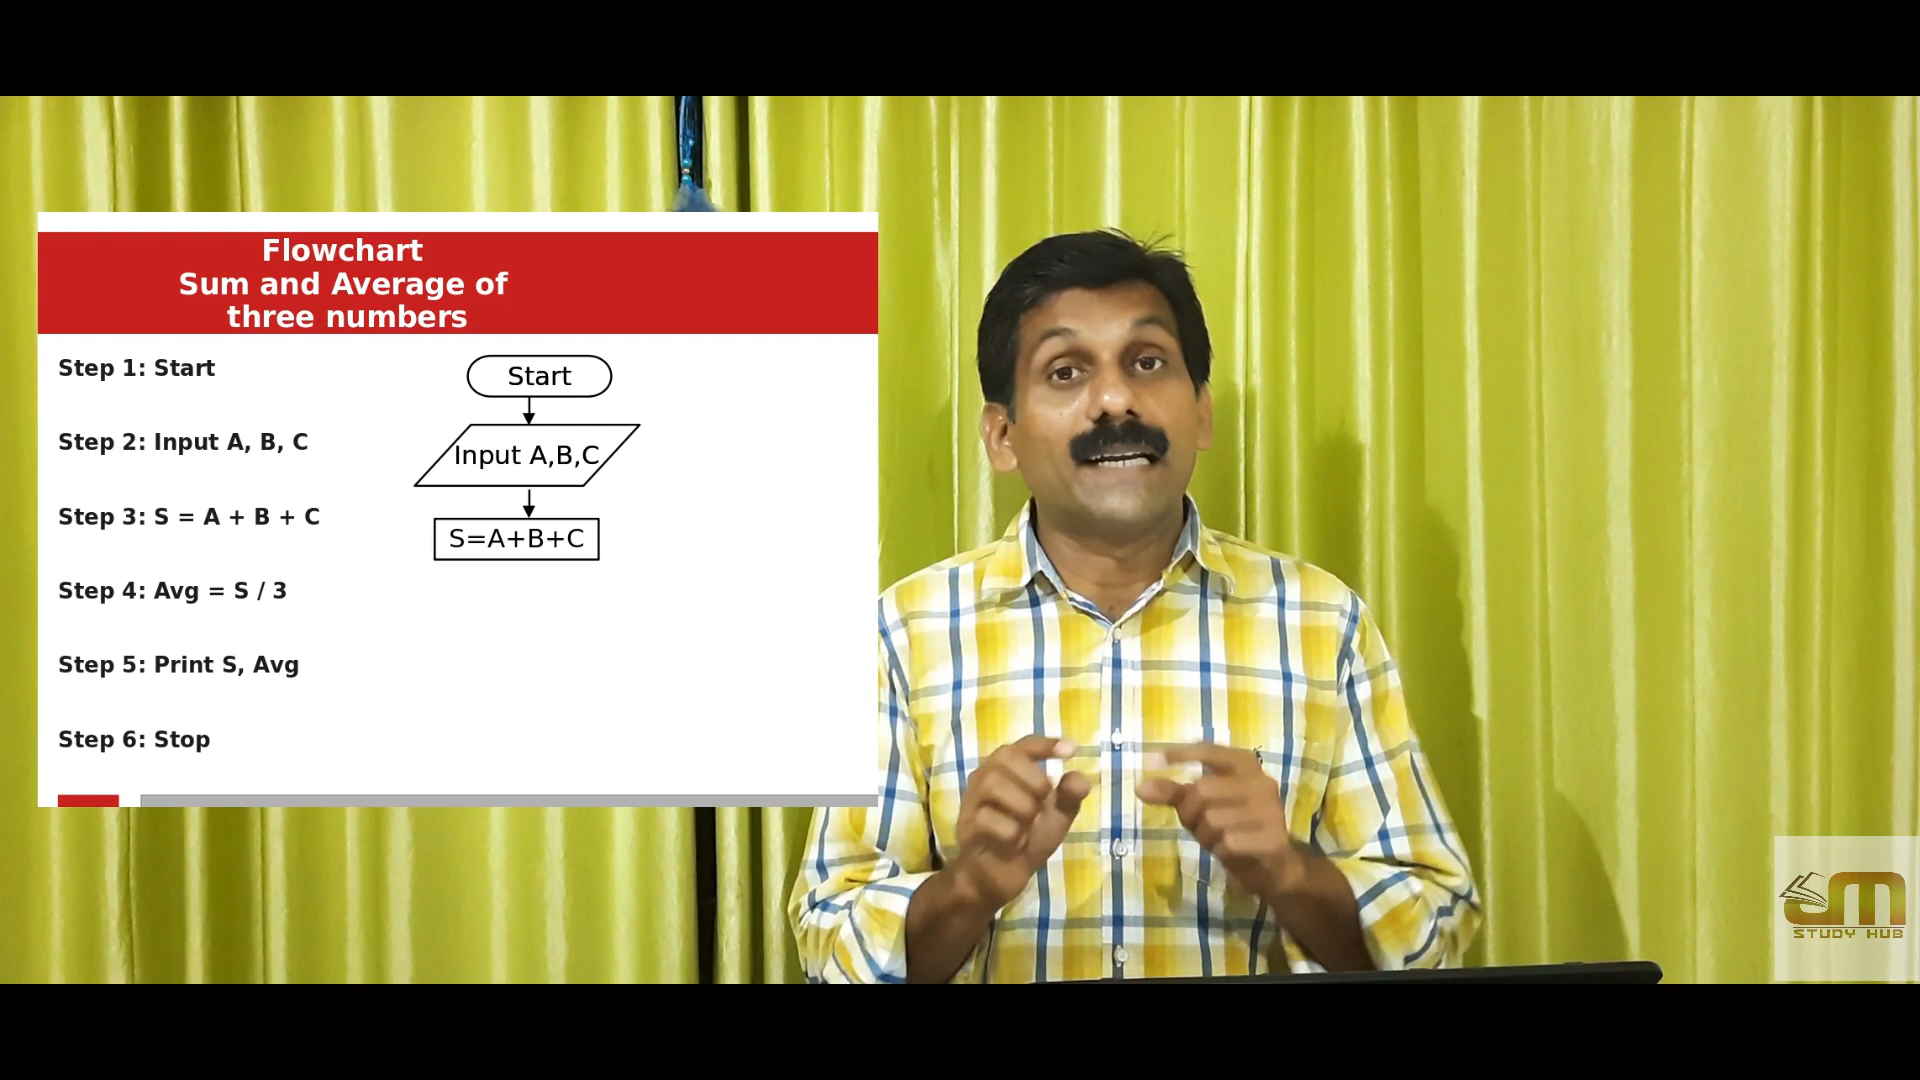 Flowchart
Sum and Average of
three numbers
Step 1: Start
Step 2: Input A, B, C
Step 3: S = A + B + C
Step 4: Avg = S / 3
Step 5: Print S, Avg
Step 6: Stop
Start
Input A,B,C
S=A+B+C
JM
STUDY HUB